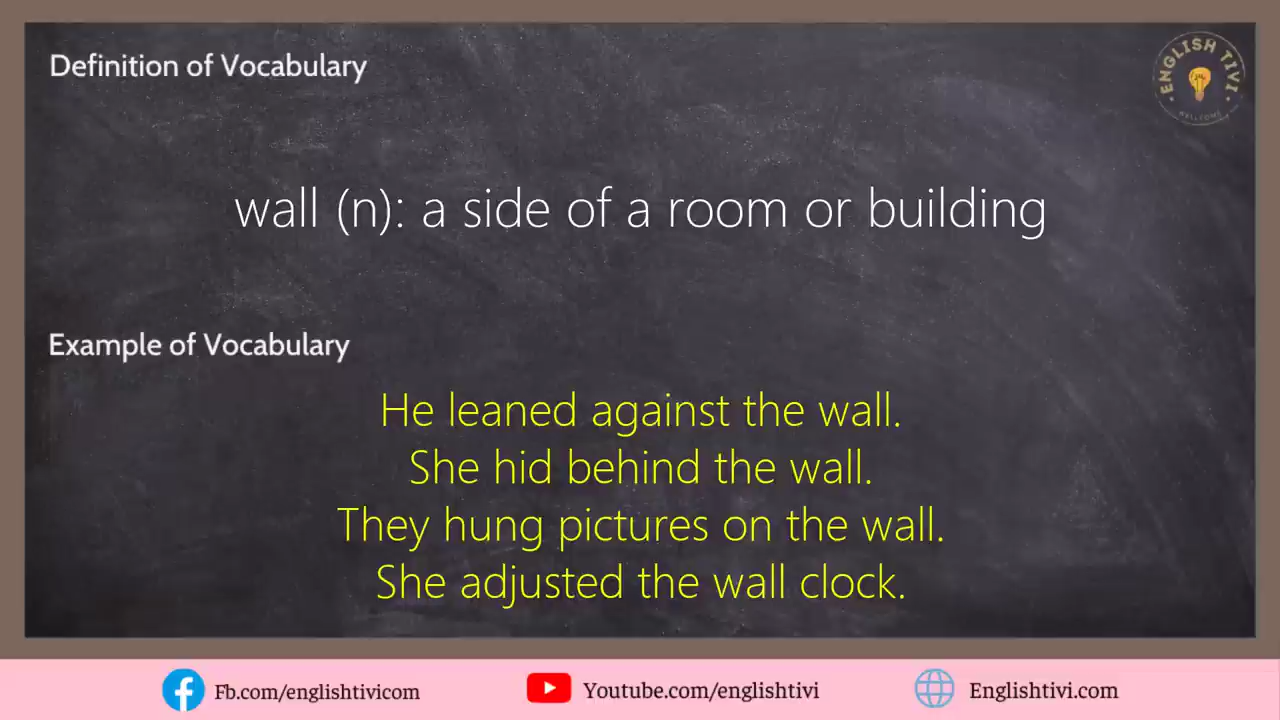 Definition of Vocabulary
ENGLISH TIVI
WELLCOME
wall (n): a side of a room or building
Example of Vocabulary
He leaned against the wall.
She hid behind the wall.
They hung pictures on the wall.
She adjusted the wall clock.
Fb.com/englishtivicom
Youtube.com/englishtivi
Englishtivi.com